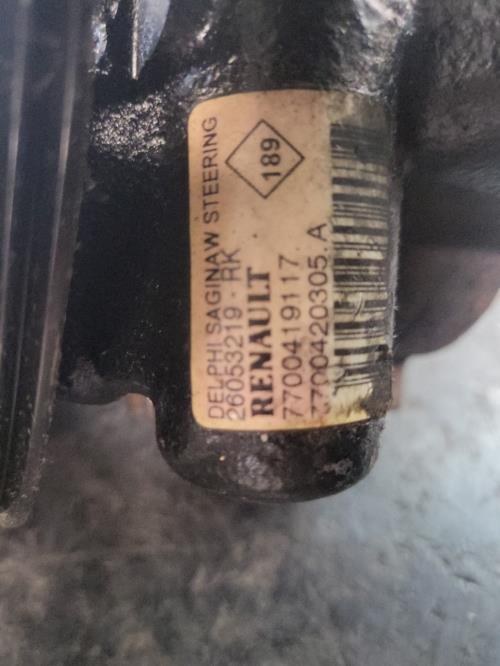 DELPHI SAGINAW STEERING
26053219 - RK
189
RENAULT
7700419117
7700420305.A